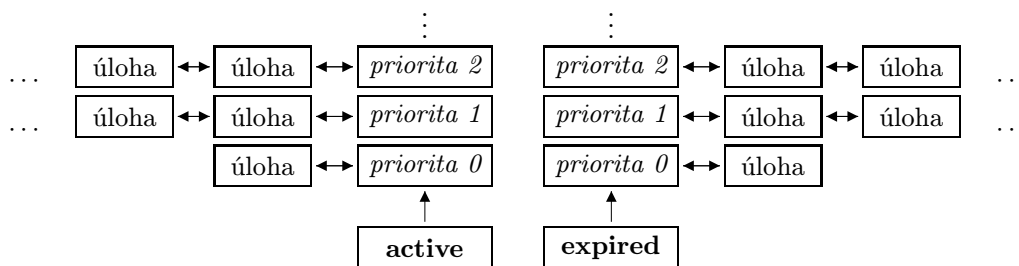 ⋮ ⋮
... úloha úloha priorita 2 priorita 2 úloha úloha ..
... úloha úloha priorita 1 priorita 1 úloha úloha ..
úloha priorita 0 priorita 0 úloha
active expired